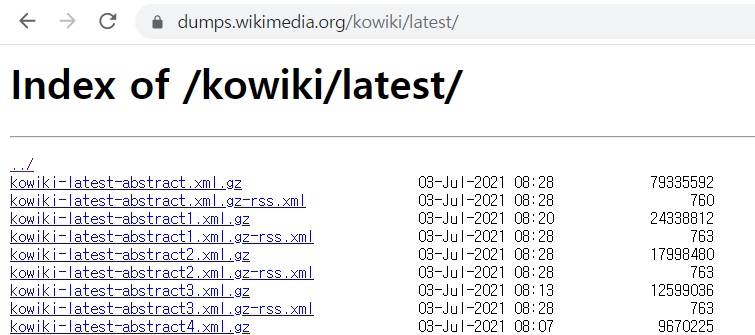 dumps.wikimedia.org/kowiki/latest/
Index of /kowiki/latest/
../
kowiki-latest-abstract.xml.gz 03-Jul-2021 08:28 79335592
kowiki-latest-abstract.xml.gz-rss.xml 03-Jul-2021 08:28 760
kowiki-latest-abstract1.xml.gz 03-Jul-2021 08:20 24338812
kowiki-latest-abstract1.xml.gz-rss.xml 03-Jul-2021 08:28 763
kowiki-latest-abstract2.xml.gz 03-Jul-2021 08:28 17998480
kowiki-latest-abstract2.xml.gz-rss.xml 03-Jul-2021 08:28 763
kowiki-latest-abstract3.xml.gz 03-Jul-2021 08:13 12599036
kowiki-latest-abstract3.xml.gz-rss.xml 03-Jul-2021 08:28 763
kowiki-latest-abstract4.xml.gz 03-Jul-2021 08:07 9670225